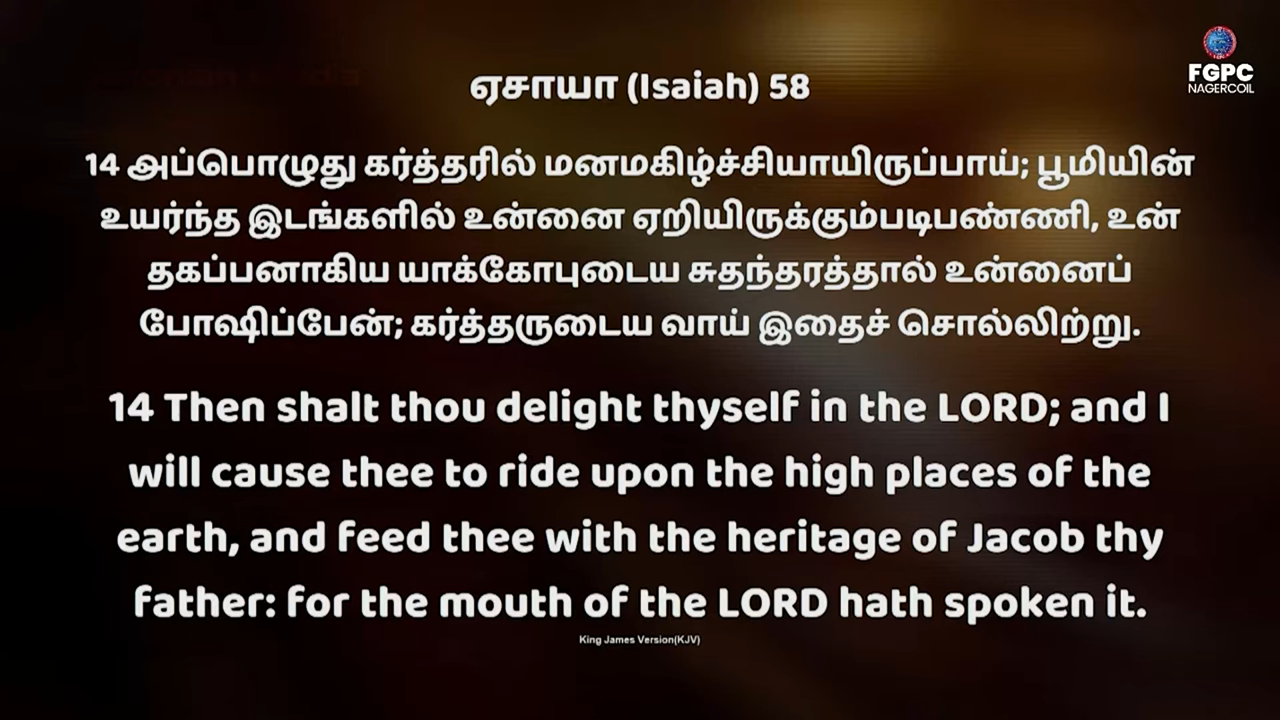 FGPC
NAGERCOIL
ஏசாயா (Isaiah) 58
14 அப்பொழுது கர்த்தரில் மனமகிழ்ச்சியாயிருப்பாய்; பூமியின்
உயர்ந்த இடங்களில் உன்னை ஏறியிருக்கும்படிபண்ணி, உன்
தகப்பனாகிய யாக்கோபுடைய சுதந்தரத்தால் உன்னைப்
போஷிப்பேன்; கர்த்தருடைய வாய் இதைச் சொல்லிற்று.
14 Then shalt thou delight thyself in the LORD; and I
will cause thee to ride upon the high places of the
earth, and feed thee with the heritage of Jacob thy
father: for the mouth of the LORD hath spoken it.
King James Version(KJV)